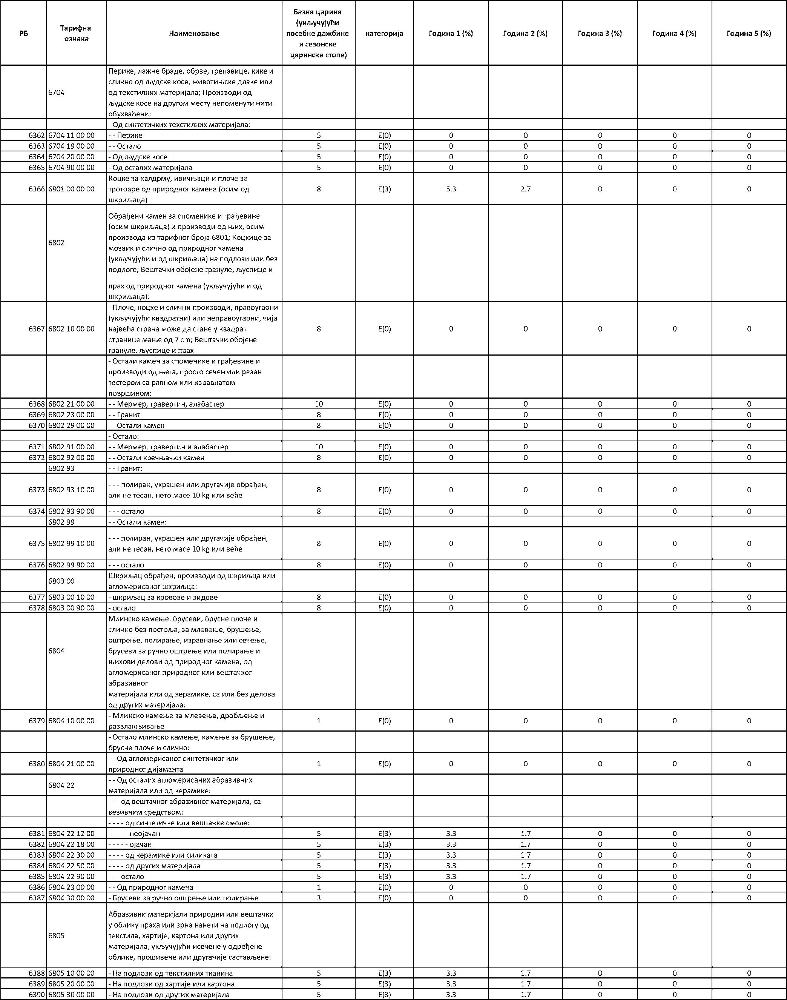 РБ Тарифна ознака Наименовање Базна царина (укључујући посебне дажбине и сезонске царинске стопе) категорија Година 1 (%) Година 2 (%) Година 3 (%) Година 4 (%) Година 5 (%)
6704 Перике, лажне браде, обрве, трепавице, кике и
слично од људске косе, животињске длаке или
од текстилних материјала; Производи од
људске косе на другом месту непоменути нити
обухваћени:
- Од синтетичких текстилних материјала:
6362 6704 11 00 00 - - Перике 5 E(0) 0 0 0 0 0
6363 6704 19 00 00 - - Остало 5 E(0) 0 0 0 0 0
6364 6704 20 00 00 - Од људске косе 5 E(0) 0 0 0 0 0
6365 6704 90 00 00 - Од осталих материјала 5 E(0) 0 0 0 0 0
Коцке за калдрму, ивичњаци и плоче за
6366 6801 00 00 00 тротоаре од природног камена (осим од 8 E(3) 5.3 2.7 0 0 0
шкриљаца)
Обрађени камен за споменике и грађевине
(осим шкриљаца) и производи од њих, осим
6802 производа из тарифног броја 6801; Коцкице за
мозаик и слично од природног камена
(укључујући и од шкриљаца) на подлози или без
подлоге; Вештачки обојене грануле, љуспице и
прах од природног камена (укључујући и од
шкриљаца):
- Плоче, коцке и слични производи, правоугаони
(укључујући квадратни) или неправоугаони, чија
6367 6802 10 00 00 највећа страна може да стане у квадрат 8 E(0) 0 0 0 0 0
странице мање од 7 cm; Вештачки обојене
грануле, љуспице и прах
- Остали камен за споменике и грађевине и
производи од њега, просто сечен или резан
тестером са равном или изравнатом
површином:
6368 6802 21 00 00 - - Мермер, травертин, алабастер 10 E(0) 0 0 0 0 0
6369 6802 23 00 00 - - Гранит 8 E(0) 0 0 0 0 0
6370 6802 29 00 00 - - Остали камен 8 E(0) 0 0 0 0 0
- Остало:
6371 6802 91 00 00 - - Мермер, травертин и алабастер 10 E(0) 0 0 0 0 0
6372 6802 92 00 00 - - Остали кречњачки камен 8 E(0) 0 0 0 0 0
6802 93 - - Гранит:
6373 6802 93 10 00 - - - полиран, украшен или другачије обрађен, 8 E(0) 0 0 0 0 0
али не тесан, нето масе 10 kg или веће
6374 6802 93 90 00 - - - остало 8 E(0) 0 0 0 0 0
6802 99 - - Остали камен:
6375 6802 99 10 00 - - - полиран, украшен или другачије обрађен, 8 E(0) 0 0 0 0 0
али не тесан, нето масе 10 kg или веће
6376 6802 99 90 00 - - - остало 8 E(0) 0 0 0 0 0
6803 00 Шкриљац обрађен, производи од шкриљца или
агломерисаног шкриљца:
6377 6803 00 10 00 - шкриљац за кровове и зидове 8 E(0) 0 0 0 0 0
6378 6803 00 90 00 - остало 8 E(0) 0 0 0 0 0
Млинско камење, брусеви, брусне плоче и
слично без постоља, за млевење, брушење,
оштрење, полирање, изравнање или сечење,
6804 брусеви за ручно оштрење или полирање и
њихови делови од природног камена, од
агломерисаног природног или вештачког
абразивног
материјала или од керамике, са или без делова
од других материјала:
6379 6804 10 00 00 - Млинско камење за млевење, дробљење и 1 E(0) 0 0 0 0 0
развлакњивање
- Остало млинско камење, камење за брушење,
брусне плоче и слично:
6380 6804 21 00 00 - - Од агломерисаног синтетичког или 1 E(0) 0 0 0 0 0
природног дијаманта
6804 22 - - Од осталих агломерисаних абразивних
материјала или од керамике:
- - - од вештачког абразивног материјала, са
везивним средством:
- - - - од синтетичке или вештачке смоле:
6381 6804 22 12 00 - - - - - неојачан 5 E(3) 3.3 1.7 0 0 0
6382 6804 22 18 00 - - - - - ојачан 5 E(3) 3.3 1.7 0 0 0
6383 6804 22 30 00 - - - - од керамике или силиката 5 E(3) 3.3 1.7 0 0 0
6384 6804 22 50 00 - - - - од других материјала 5 E(3) 3.3 1.7 0 0 0
6385 6804 22 90 00 - - - остало 5 E(3) 3.3 1.7 0 0 0
6386 6804 23 00 00 - - Од природног камена 1 E(0) 0 0 0 0 0
6387 6804 30 00 00 - Брусеви за ручно оштрење или полирање 3 E(0) 0 0 0 0 0
Абразивни материјали природни или вештачки
у облику праха или зрна нанети на подлогу од
6805 текстила, хартије, картона или других
материјала, укључујући исечене у одређене
облике, прошивене или другачије састављене:
6388 6805 10 00 00 - На подлози од текстилних тканина 5 E(3) 3.3 1.7 0 0 0
6389 6805 20 00 00 - На подлози од хартије или картона 5 E(3) 3.3 1.7 0 0 0
6390 6805 30 00 00 - На подлози од других материјала 5 E(3) 3.3 1.7 0 0 0